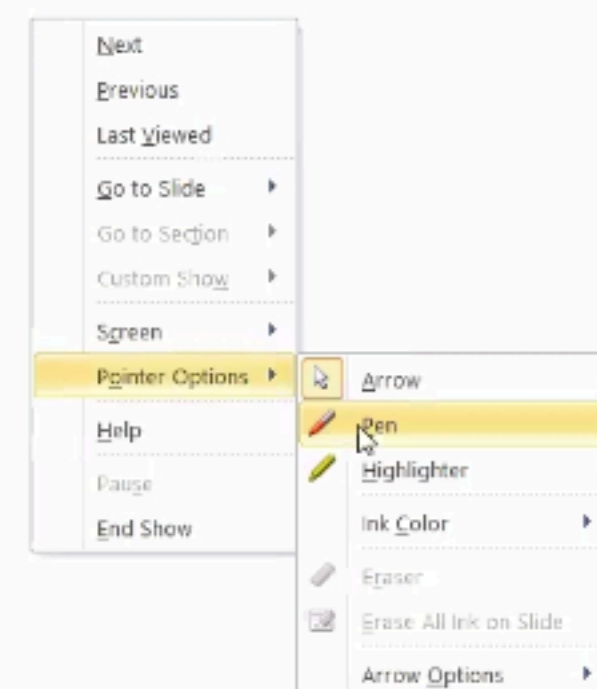 Next
Previous
Last Viewed
Go to Slide
Go to Section
Custom Show
Screen
Pointer Options
Help
Pause
End Show
Arrow
Pen
Highlighter
Ink Color
Eraser
Erase All Ink on Slide
Arrow Options